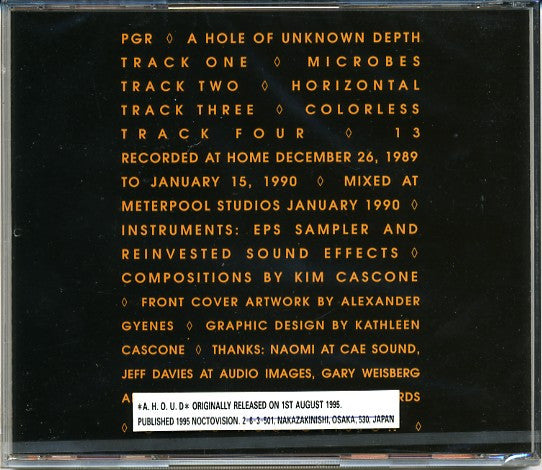 PGR ◊ A HOLE OF UNKNOWN DEPTH
TRACK ONE ◊ MICROBES
TRACK TWO ◊ HORIZONTAL
TRACK THREE ◊ COLORLESS
TRACK FOUR ◊ 13
RECORDED AT HOME DECEMBER 26, 1989
TO JANUARY 15, 1990 ◊ MIXED AT
METERPOOL STUDIOS JANUARY 1990 ◊
INSTRUMENTS: EPS SAMPLER AND
REINVESTED SOUND EFFECTS ◊
COMPOSITIONS BY KIM CASCONE
◊ FRONT COVER ARTWORK BY ALEXANDER
GYENES ◊ GRAPHIC DESIGN BY KATHLEEN
CASCONE ◊ THANKS: NAOMI AT CAE SOUND,
JEFF DAVIES AT AUDIO IMAGES, GARY WEISBERG
*A. H. O. U. D* ORIGINALLY RELEASED ON 1ST AUGUST 1995.
PUBLISHED 1995 NOCTOVISION. 2-6-3-501, NAKAZAKINISHI, OSAKA, 530. JAPAN